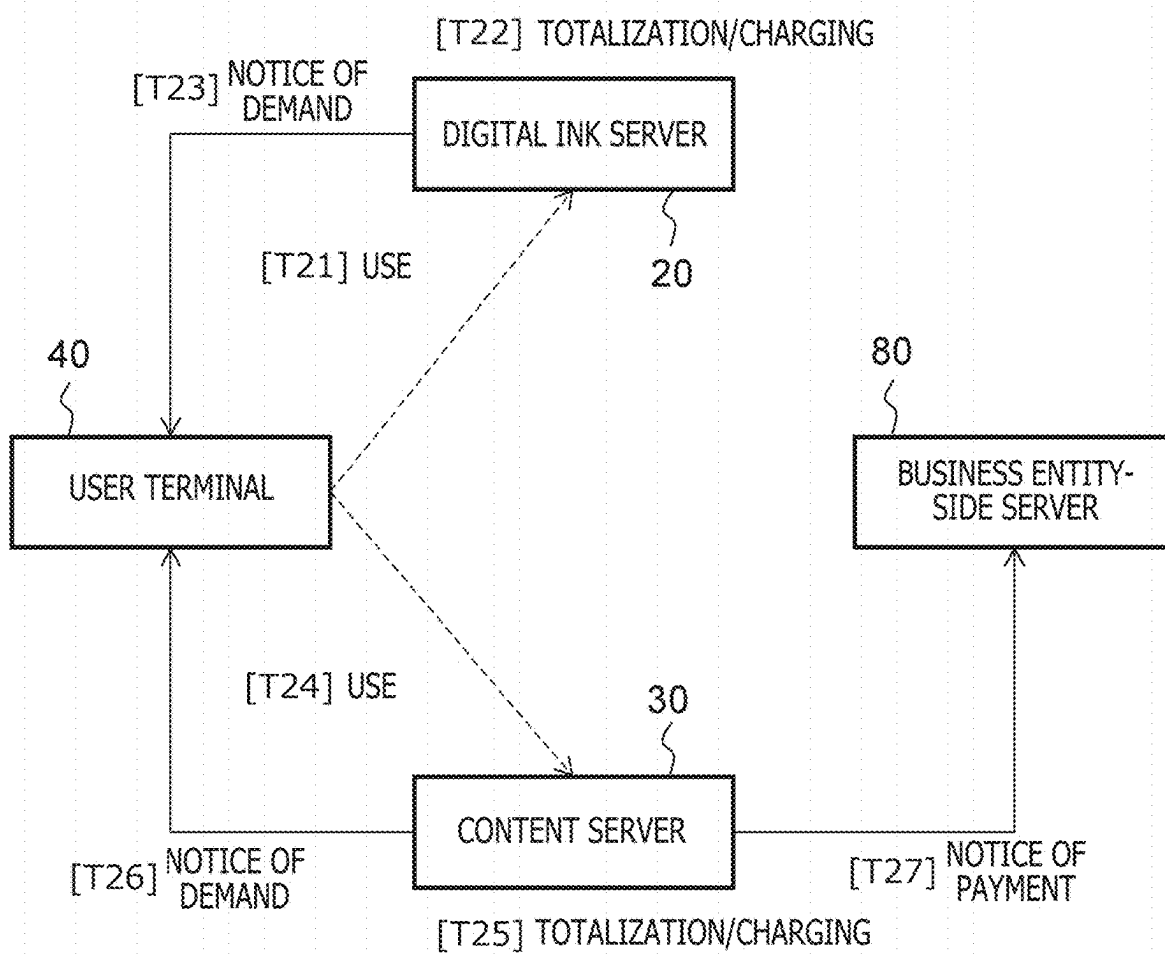 [T22] TOTALIZATION/CHARGING
[T23] NOTICE OF
DEMAND
DIGITAL INK SERVER
[T21] USE
20
40
80
USER TERMINAL
BUSINESS ENTITY-
SIDE SERVER
[T24] USE
30
CONTENT SERVER
[T26] NOTICE OF
DEMAND
[T27] NOTICE OF
PAYMENT
[T25] TOTALIZATION/CHARGING